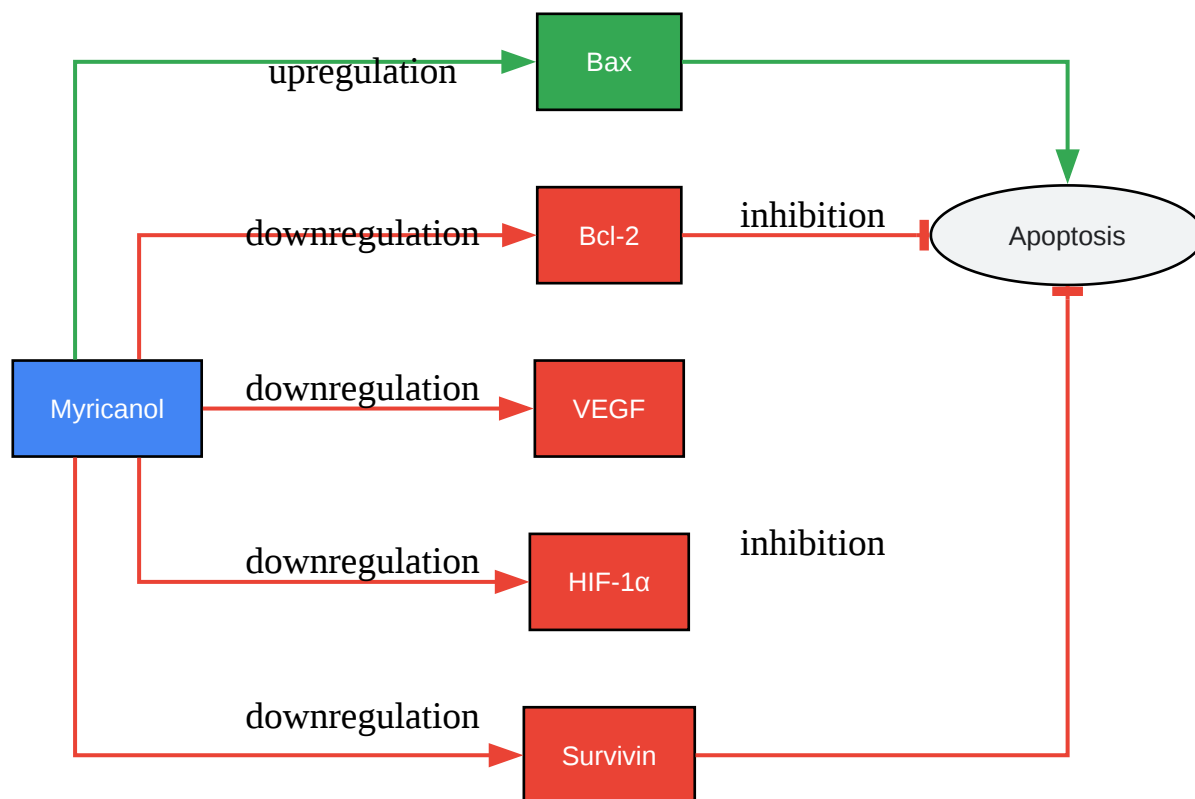 upregulation
Bax
downregulation
Bcl-2
inhibition
Apoptosis
Myricanol
downregulation
VEGF
downregulation
HIF-1α
inhibition
downregulation
Survivin